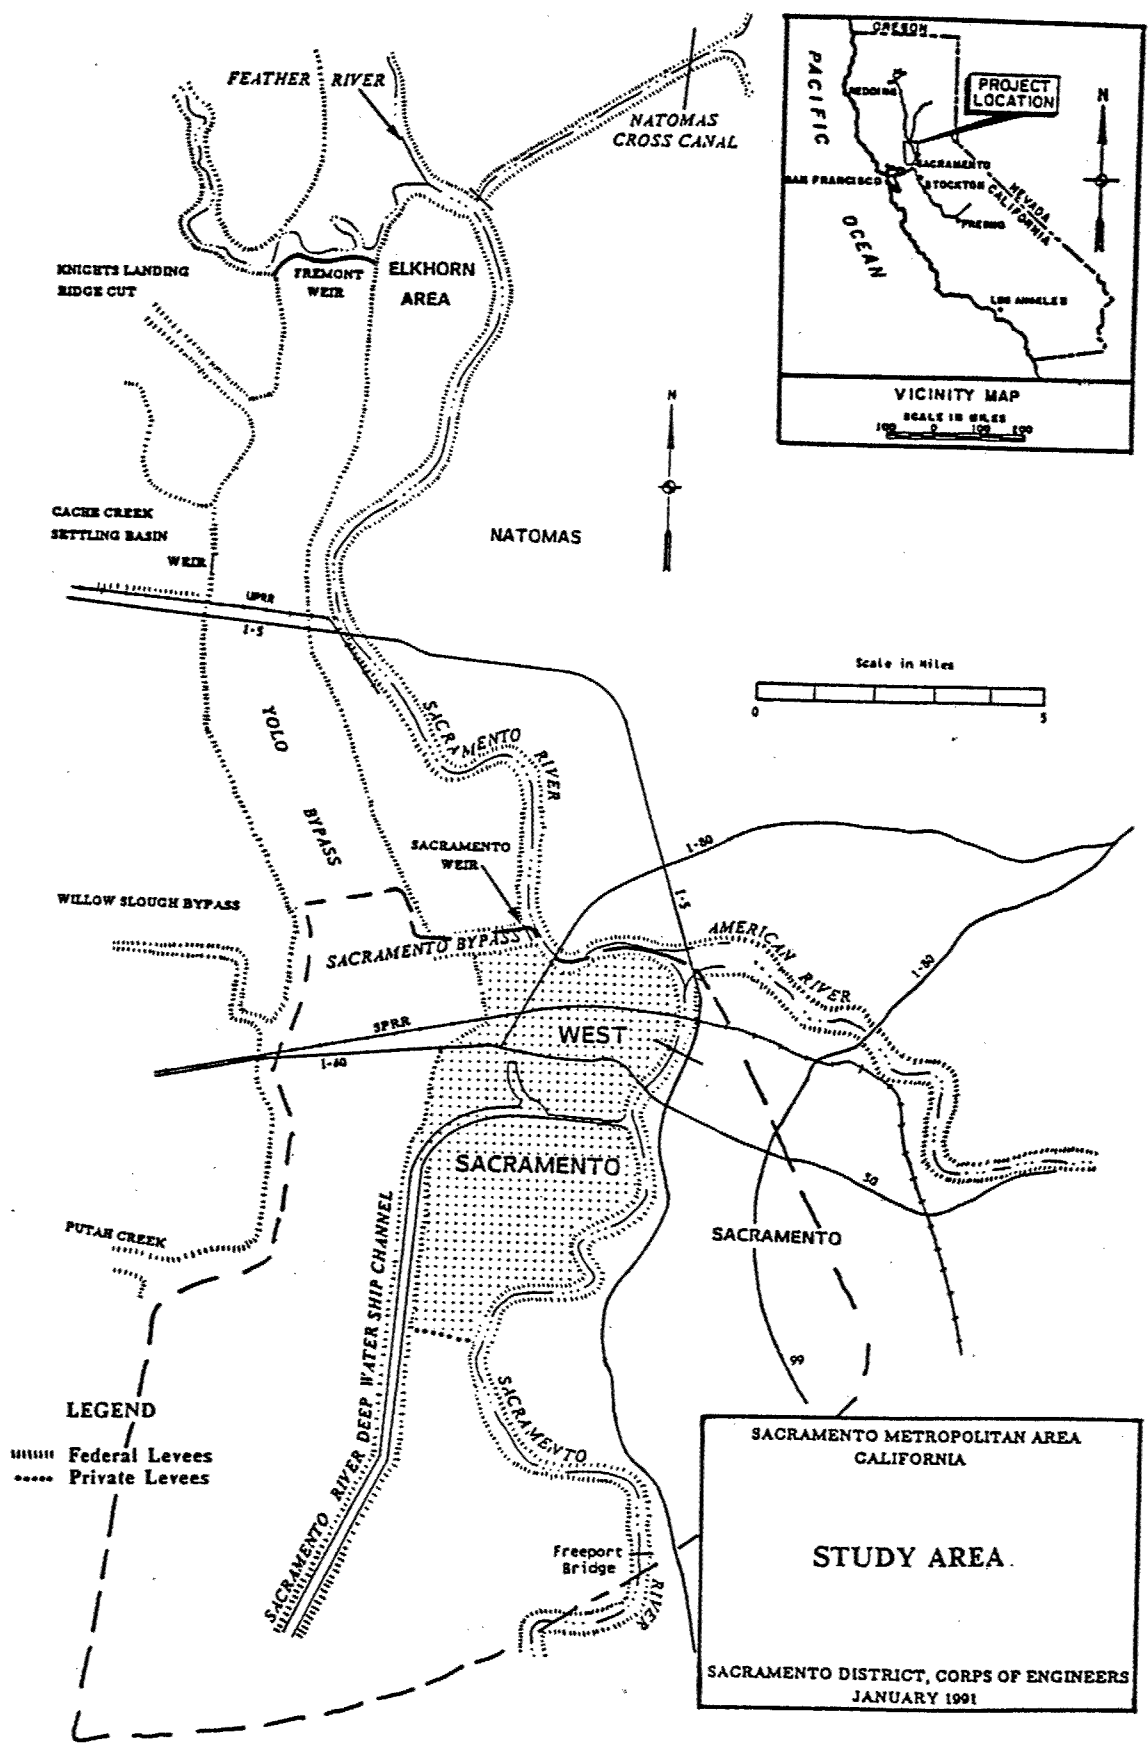 FEATHER RIVER
NATOMAS
CROSS CANAL
OREGON
PACIFIC
OCEAN
REDDING
PROJECT
LOCATION
N
SACRAMENTO
SAN FRANCISCO
STOCKTON
NEVADA
CALIFORNIA
FRESNO
LOS ANGELES
VICINITY MAP
SCALE IN MILES
100 0 100 200
KNIGHTS LANDING
RIDGE CUT
FREMONT
WEIR
ELKHORN
AREA
N
CACHE CREEK
SETTLING BASIN
WEIR
NATOMAS
UPRR
I-5
Scale in Miles
0 5
YOLO
BYPASS
SACRAMENTO
RIVER
SACRAMENTO
WEIR
I-80
I-5
WILLOW SLOUGH BYPASS
SACRAMENTO BYPASS
AMERICAN RIVER
I-80
SPRR
I-80
WEST
SACRAMENTO
50
SACRAMENTO
PUTAH CREEK
SACRAMENTO RIVER DEEP WATER SHIP CHANNEL
99
LEGEND
Federal Levees
Private Levees
SACRAMENTO
RIVER
Freeport
Bridge
SACRAMENTO METROPOLITAN AREA
CALIFORNIA
STUDY AREA
SACRAMENTO DISTRICT, CORPS OF ENGINEERS
JANUARY 1991